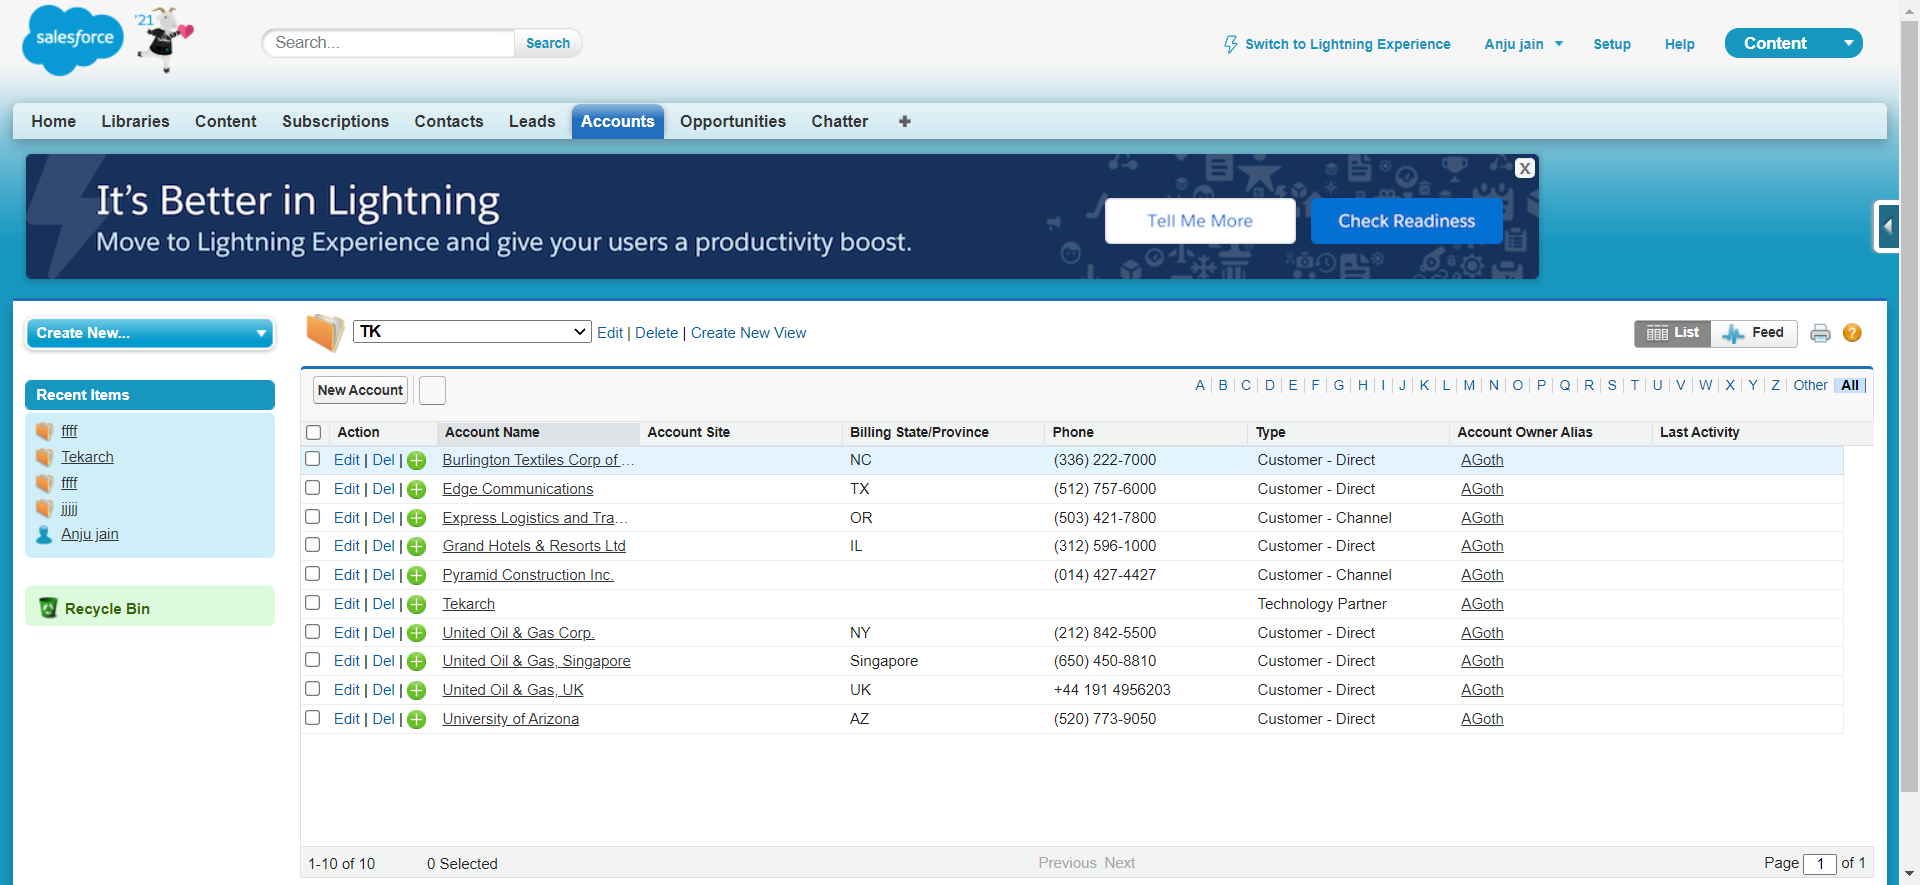 salesforce
'21
Search...
Search
Switch to Lightning Experience
Anju jain
Setup
Help
Content
Home
Libraries
Content
Subscriptions
Contacts
Leads
Accounts
Opportunities
Chatter
+
It's Better in Lightning
Move to Lightning Experience and give your users a productivity boost.
Tell Me More
Check Readiness
X
Create New...
Recent Items
ffff
Tekarch
ffff
jjjjj
Anju jain
Recycle Bin
TK
Edit | Delete | Create New View
List
Feed
?
New Account
A | B | C | D | E | F | G | H | I | J | K | L | M | N | O | P | Q | R | S | T | U | V | W | X | Y | Z | Other | All |
Action Account Name Account Site Billing State/Province Phone Type Account Owner Alias Last Activity
Edit | Del | Burlington Textiles Corp of ... NC (336) 222-7000 Customer - Direct AGoth
Edit | Del | Edge Communications TX (512) 757-6000 Customer - Direct AGoth
Edit | Del | Express Logistics and Tra... OR (503) 421-7800 Customer - Channel AGoth
Edit | Del | Grand Hotels & Resorts Ltd IL (312) 596-1000 Customer - Direct AGoth
Edit | Del | Pyramid Construction Inc. (014) 427-4427 Customer - Channel AGoth
Edit | Del | Tekarch Technology Partner AGoth
Edit | Del | United Oil & Gas Corp. NY (212) 842-5500 Customer - Direct AGoth
Edit | Del | United Oil & Gas, Singapore Singapore (650) 450-8810 Customer - Direct AGoth
Edit | Del | United Oil & Gas, UK UK +44 191 4956203 Customer - Direct AGoth
Edit | Del | University of Arizona AZ (520) 773-9050 Customer - Direct AGoth
1-10 of 10
0 Selected
Previous Next
Page 1 of 1